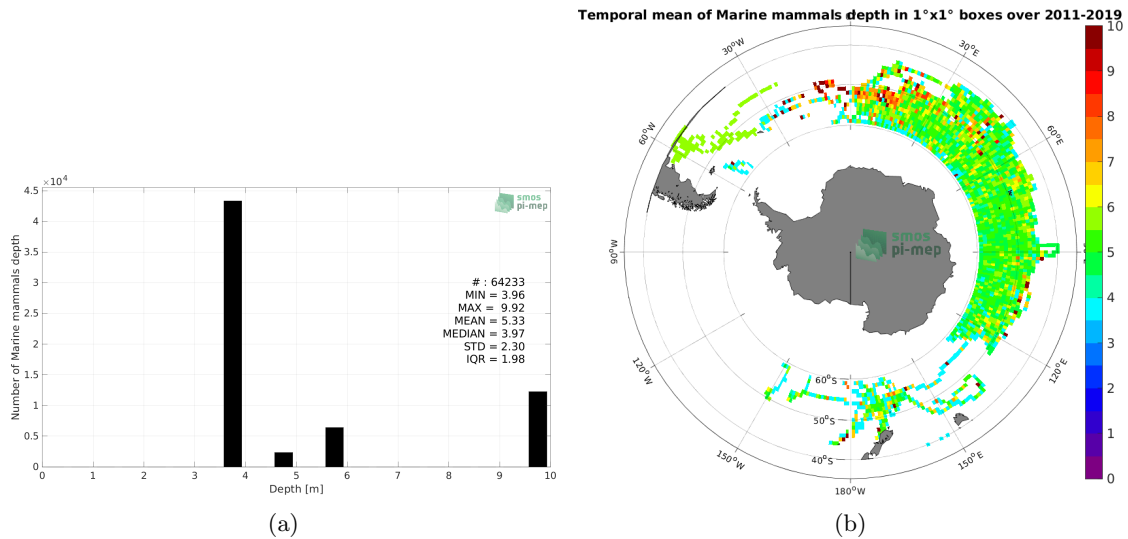 Temporal mean of Marine mammals depth in 1°x1° boxes over 2011-2019
×10⁴
4.5
4
3.5
3
2.5
2
1.5
1
0.5
0
Number of Marine mammals depth
0 1 2 3 4 5 6 7 8 9 10
Depth [m]
smos
pi-mep
# : 64233
MIN = 3.96
MAX = 9.92
MEAN = 5.33
MEDIAN = 3.97
STD = 2.30
IQR = 1.98
(a)
30°W
30°E
60°W
60°E
90°W
smos
pi-mep
120°W
120°E
60°S
50°S
40°S
150°W
150°E
180°W
10
9
8
7
6
5
4
3
2
1
0
(b)